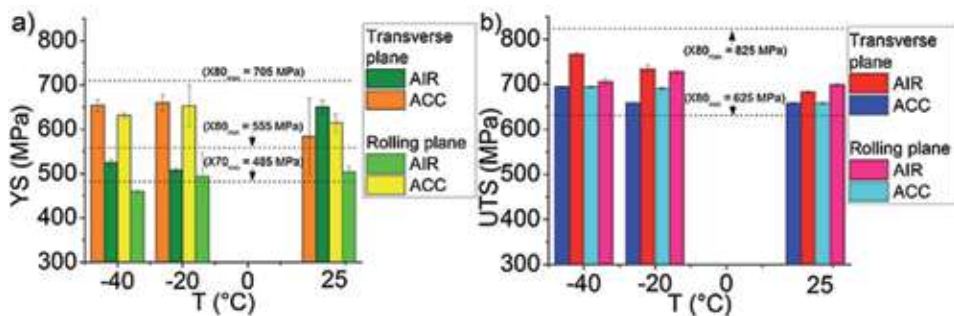 a)
800
700
600
500
400
300
YS (MPa)
-40 -20 0 25
T (°C)
(X80max = 705 MPa)
(X80min = 555 MPa)
(X70min = 485 MPa)
Transverse
plane
AIR
ACC
Rolling plane
AIR
ACC
b)
800
700
600
500
400
300
UTS (MPa)
-40 -20 0 25
T (°C)
(X80max = 825 MPa)
(X80min = 625 MPa)
Transverse
plane
AIR
ACC
Rolling plane
AIR
ACC